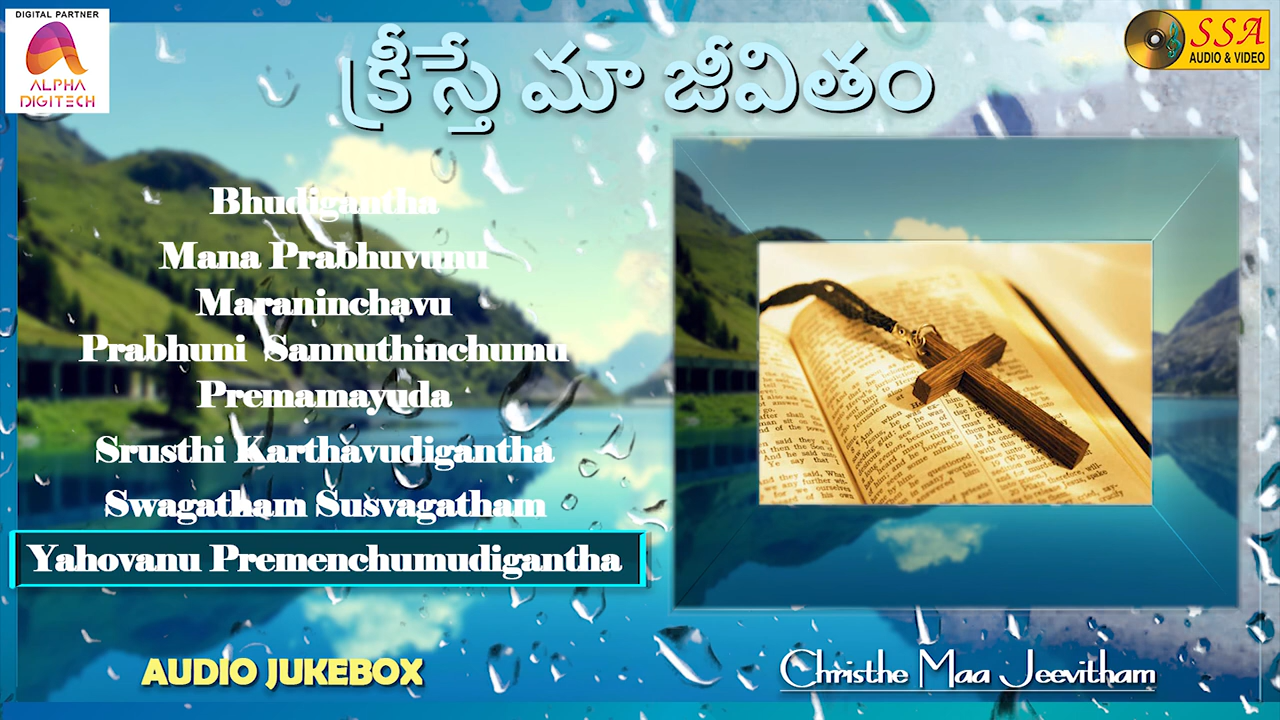 DIGITAL PARTNER
ALPHA
DIGITECH
క్రీస్తే మా జీవితం
SSA
AUDIO & VIDEO
Bhudigantha
Mana Prabhuvunu
Maraninchavu
Prabhuni Sannuthinchumu
Premamayuda
Srusthi Karthavudigantha
Swagatham Susvagatham
Yahovanu Premenchumudigantha
AUDIO JUKEBOX
Christhe Maa Jeevitham